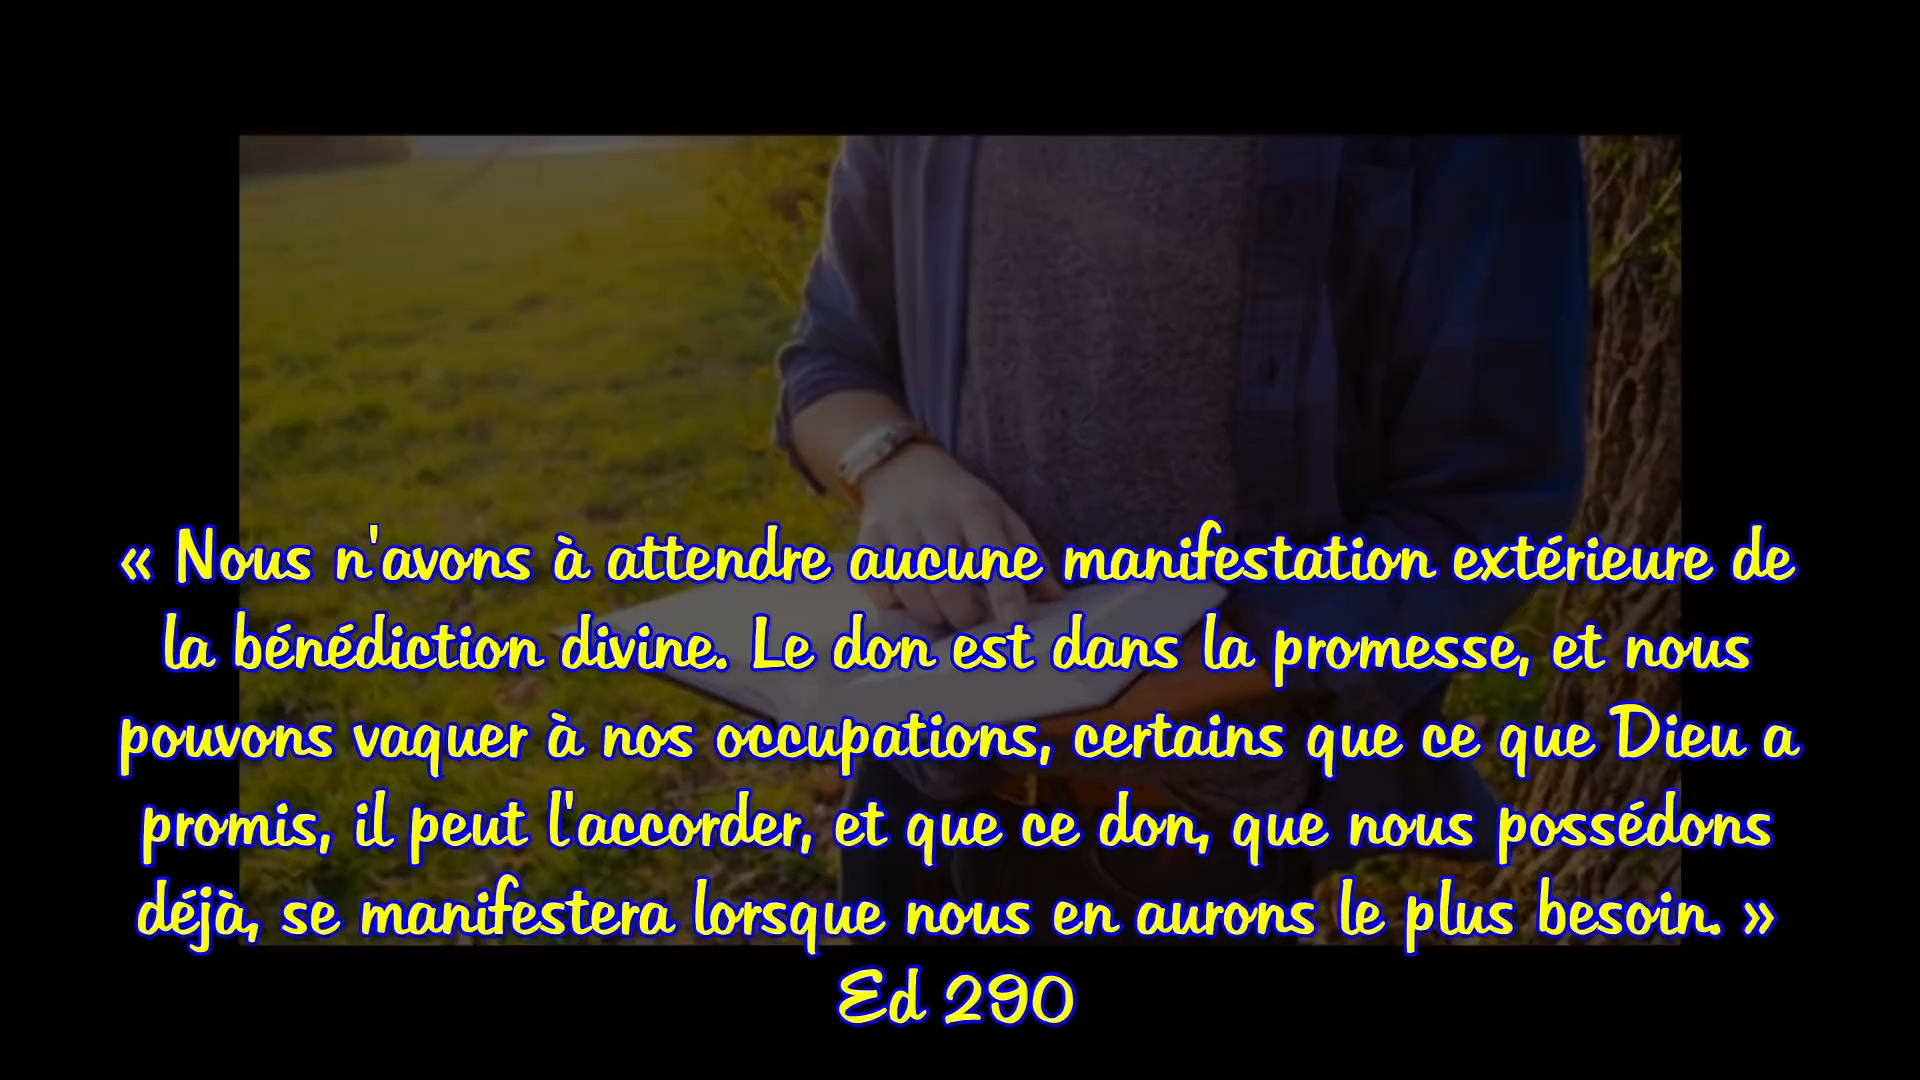 « Nous n'avons à attendre aucune manifestation extérieure de
la bénédiction divine. Le don est dans la promesse, et nous
pouvons vaquer à nos occupations, certains que ce que Dieu a
promis, il peut l'accorder, et que ce don, que nous possédons
déjà, se manifestera lorsque nous en aurons le plus besoin. »
Ed 290